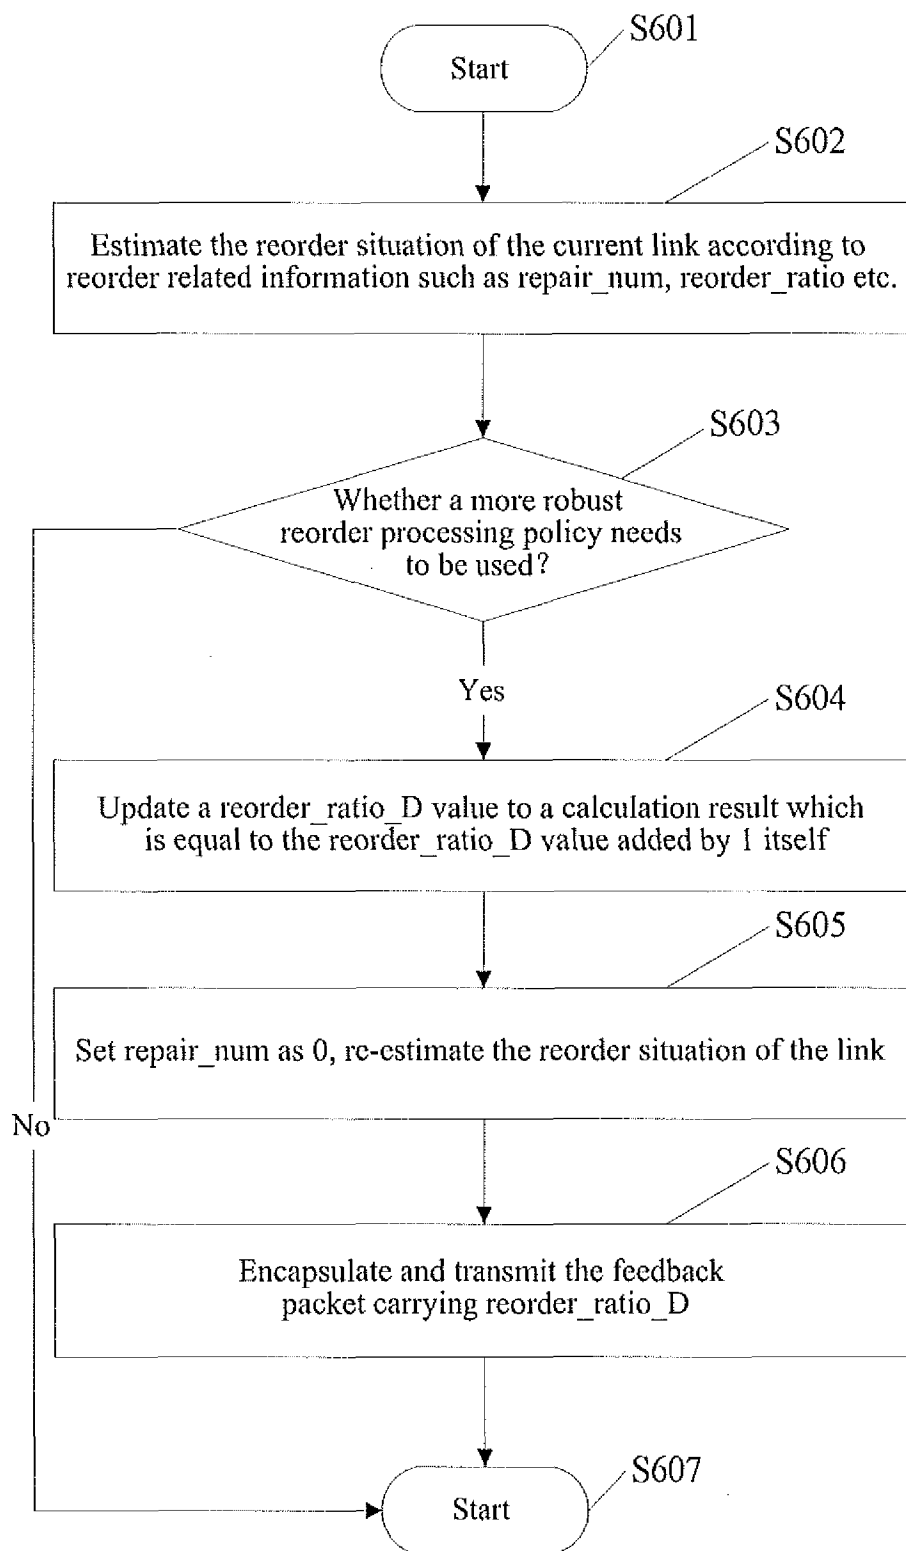 S601
Start
S602
Estimate the reorder situation of the current link according to
reorder related information such as repair_num, reorder_ratio etc.
S603
Whether a more robust
reorder processing policy needs
to be used?
Yes
S604
Update a reorder_ratio_D value to a calculation result which
is equal to the reorder_ratio_D value added by 1 itself
S605
Set repair_num as 0, re-estimate the reorder situation of the link
No
S606
Encapsulate and transmit the feedback
packet carrying reorder_ratio_D
S607
Start